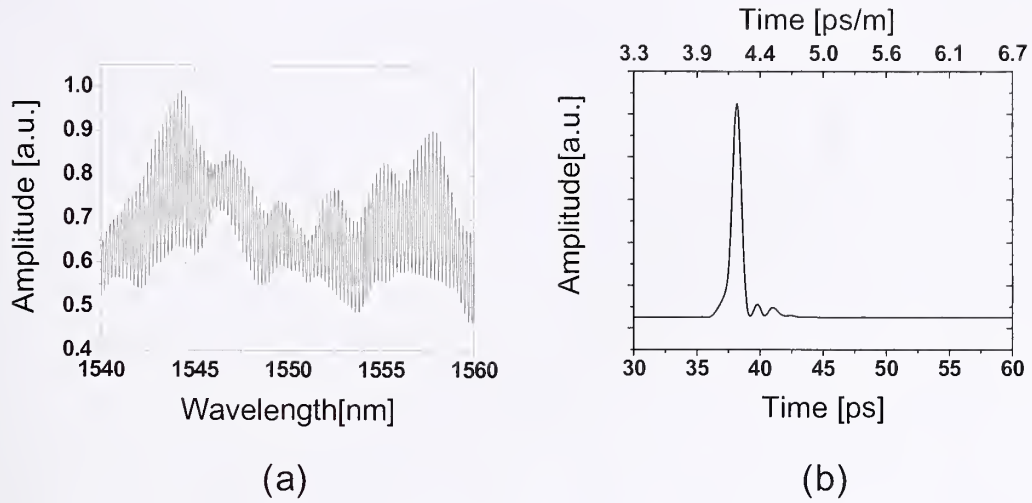 Amplitude [a.u.]
1.0
0.9
0.8
0.7
0.6
0.5
0.4
1540 1545 1550 1555 1560
Wavelength[nm]
(a)
Time [ps/m]
3.3 3.9 4.4 5.0 5.6 6.1 6.7
Amplitude[a.u.]
30 35 40 45 50 55 60
Time [ps]
(b)